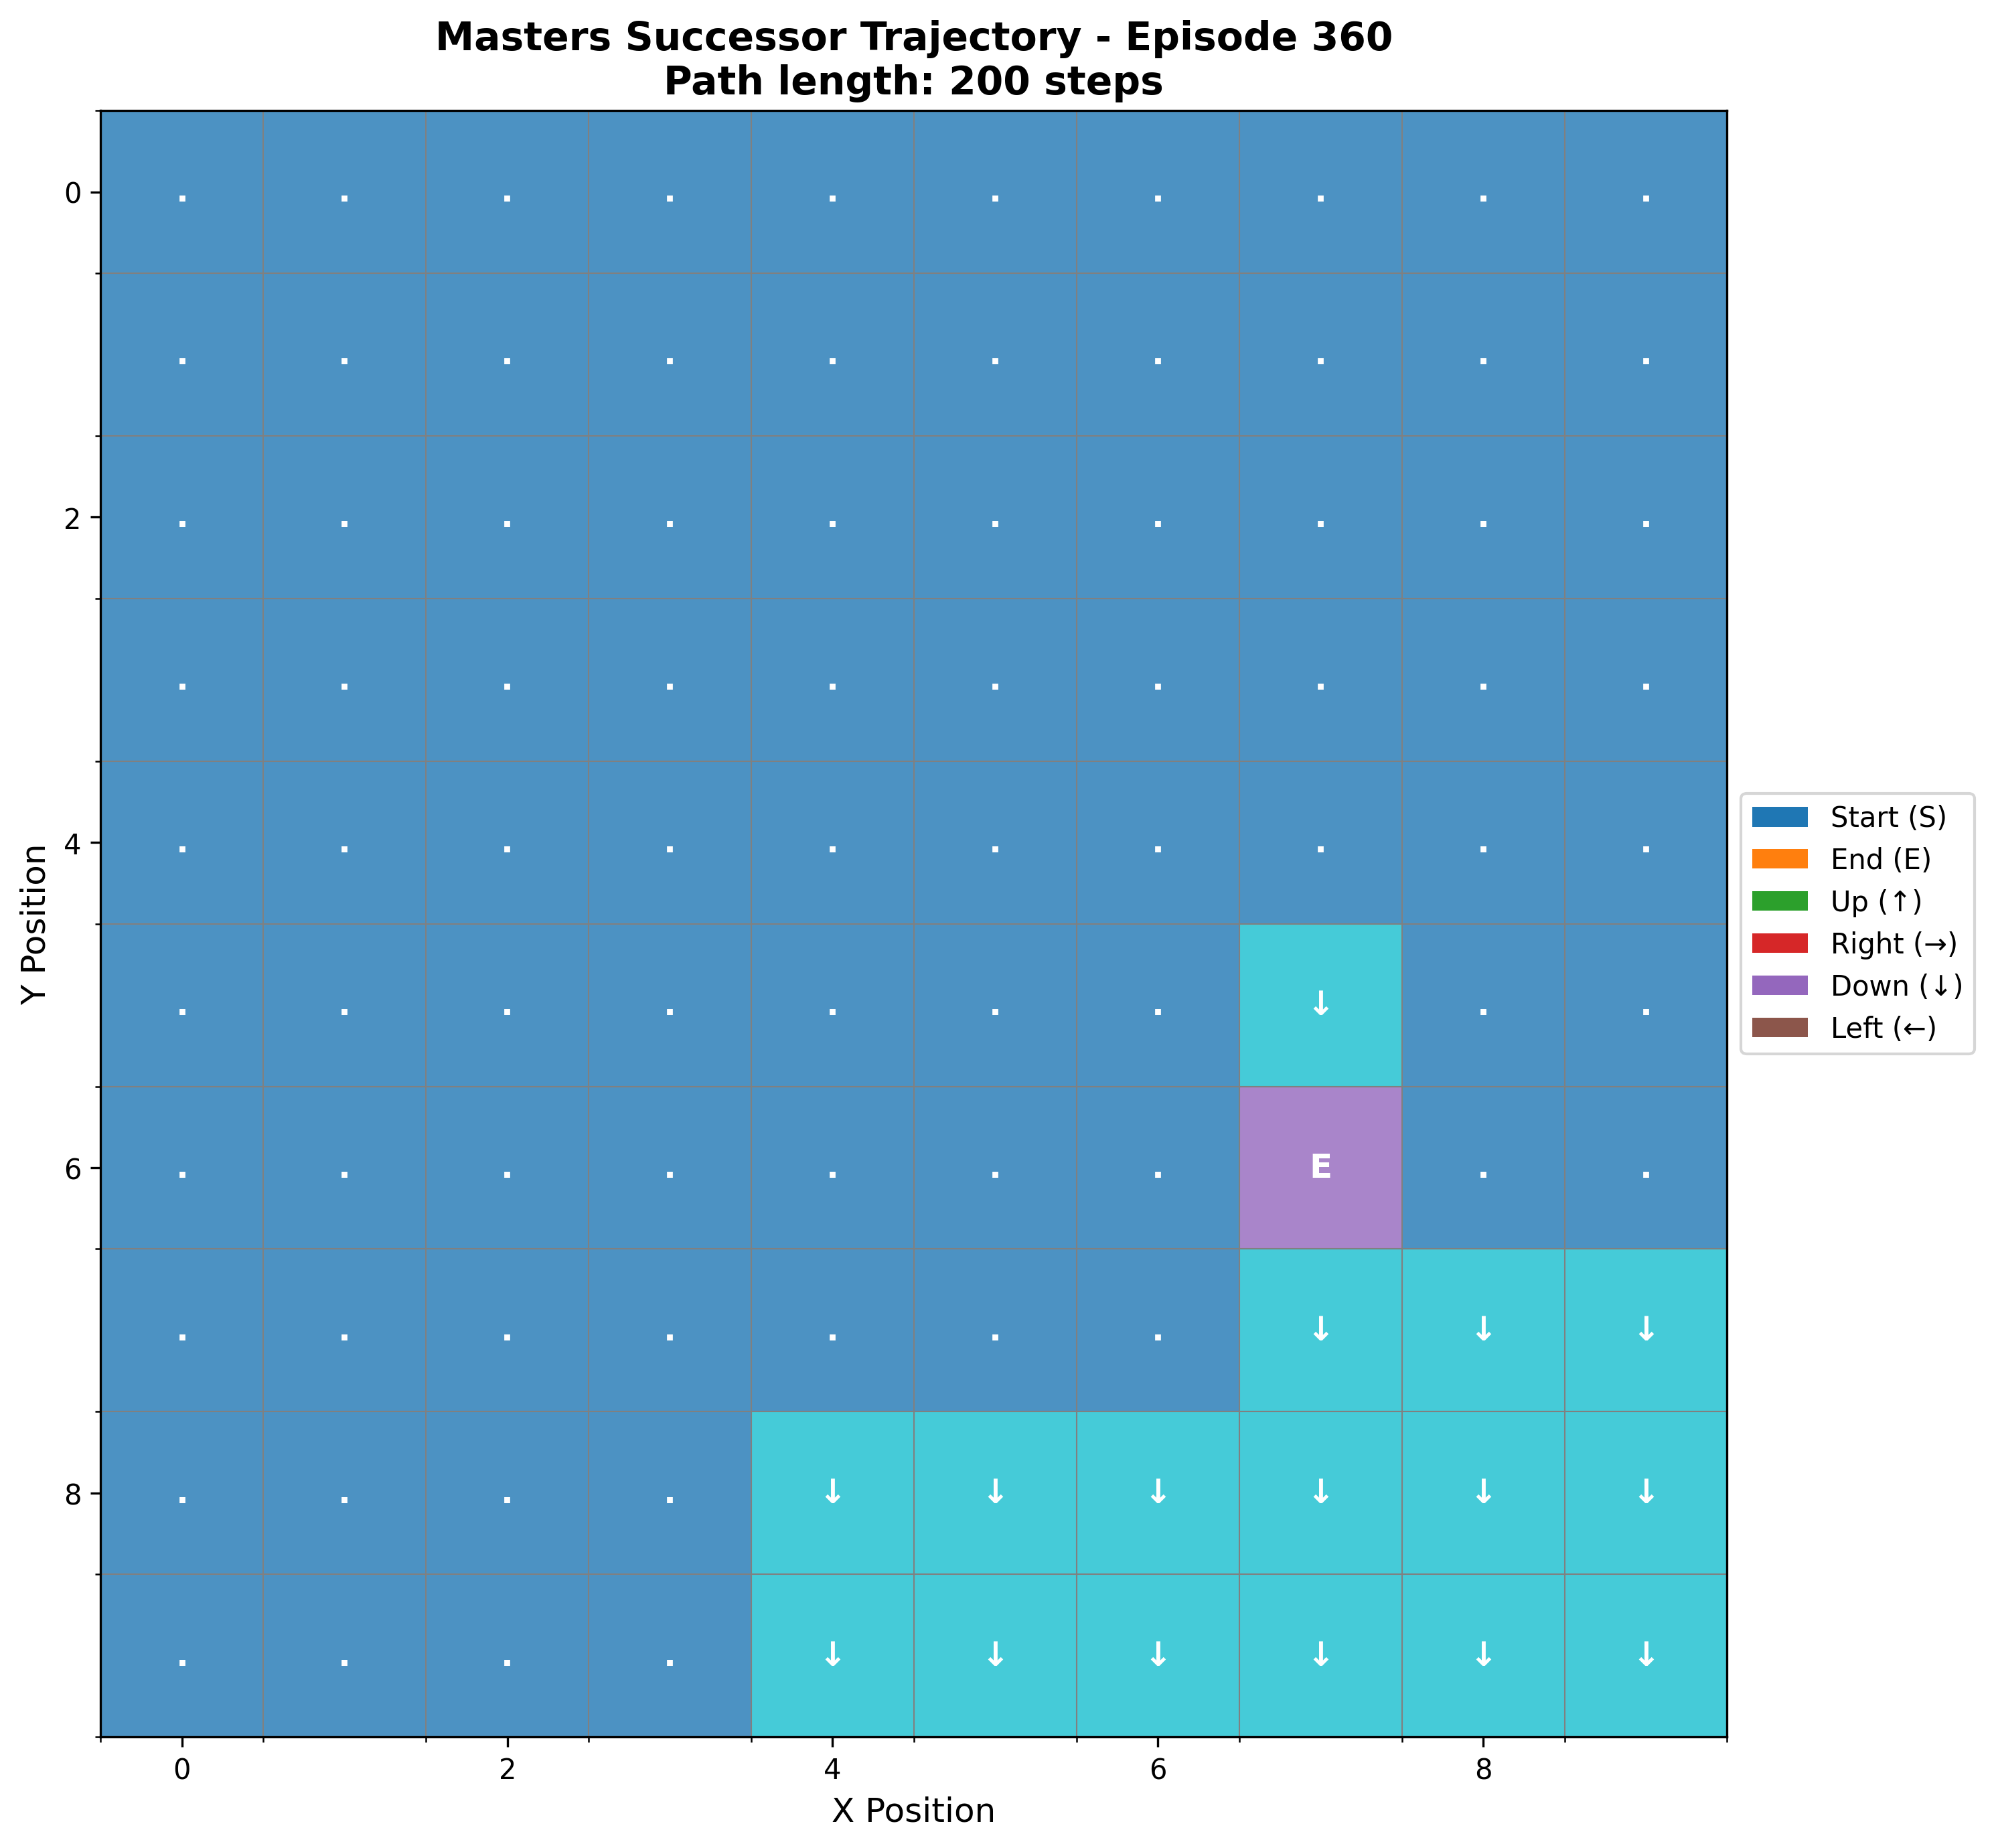 Masters Successor Trajectory - Episode 360
Path length: 200 steps
Y Position
0
2
4
6
8
. . . . . . . . . .
. . . . . . . . . .
. . . . . . . . . .
. . . . . . . . . .
. . . . . . . . . .
. . . . . . . ↓ . .
. . . . . . . E . .
. . . . . . . ↓ ↓ ↓
. . . . ↓ ↓ ↓ ↓ ↓ ↓
. . . . ↓ ↓ ↓ ↓ ↓ ↓
0 2 4 6 8
X Position
Start (S)
End (E)
Up (↑)
Right (→)
Down (↓)
Left (←)